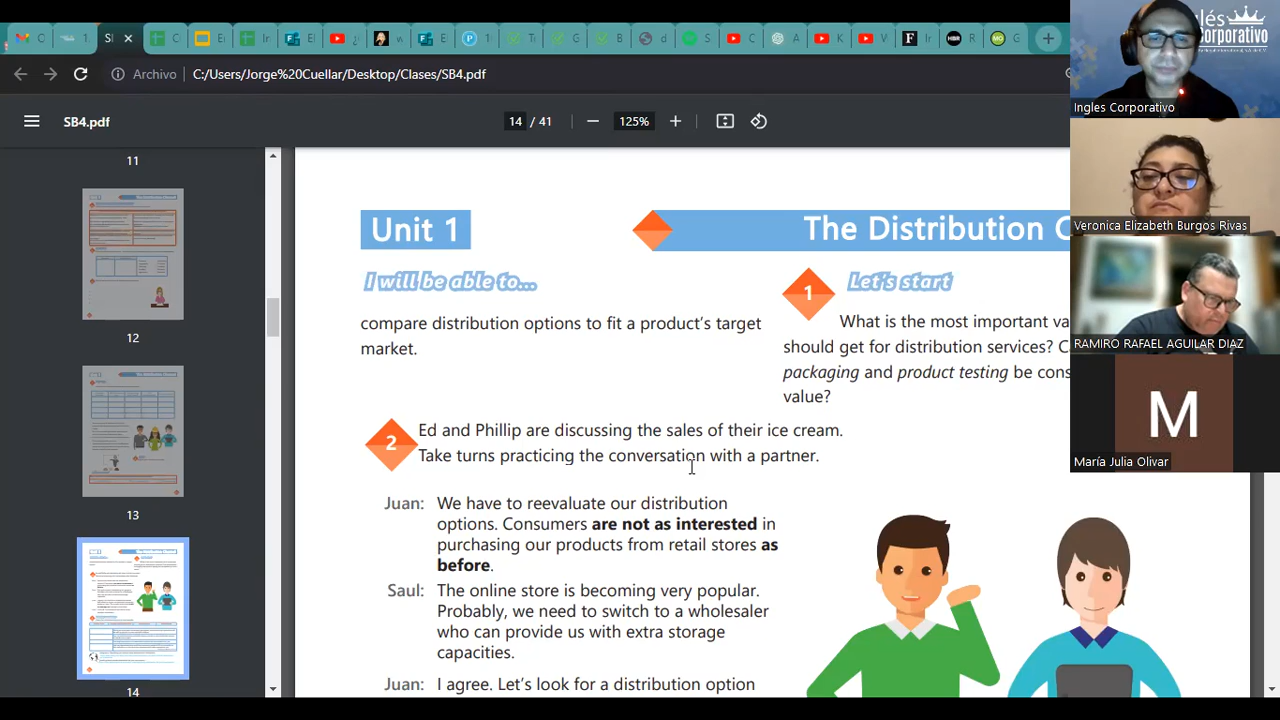 Archivo
C:/Users/Jorge%20Cuellar/Desktop/Clases/SB4.pdf
SB4.pdf
14 / 41
125%
11
12
13
14
Unit 1
The Distribution
I will be able to...
compare distribution options to fit a product's target
market.
1
Let's start
What is the most important va
should get for distribution services? C
packaging and product testing be cons
value?
2
Ed and Phillip are discussing the sales of their ice cream.
Take turns practicing the conversation with a partner.
Juan: We have to reevaluate our distribution
options. Consumers are not as interested in
purchasing our products from retail stores as
before.
Saul: The online store is becoming very popular.
Probably, we need to switch to a wholesaler
who can provide us with extra storage
capacities.
Juan: I agree. Let's look for a distribution option
Corporativo
Ingles Corporativo
Veronica Elizabeth Burgos Rivas
RAMIRO RAFAEL AGUILAR DIAZ
M
María Julia Olivar